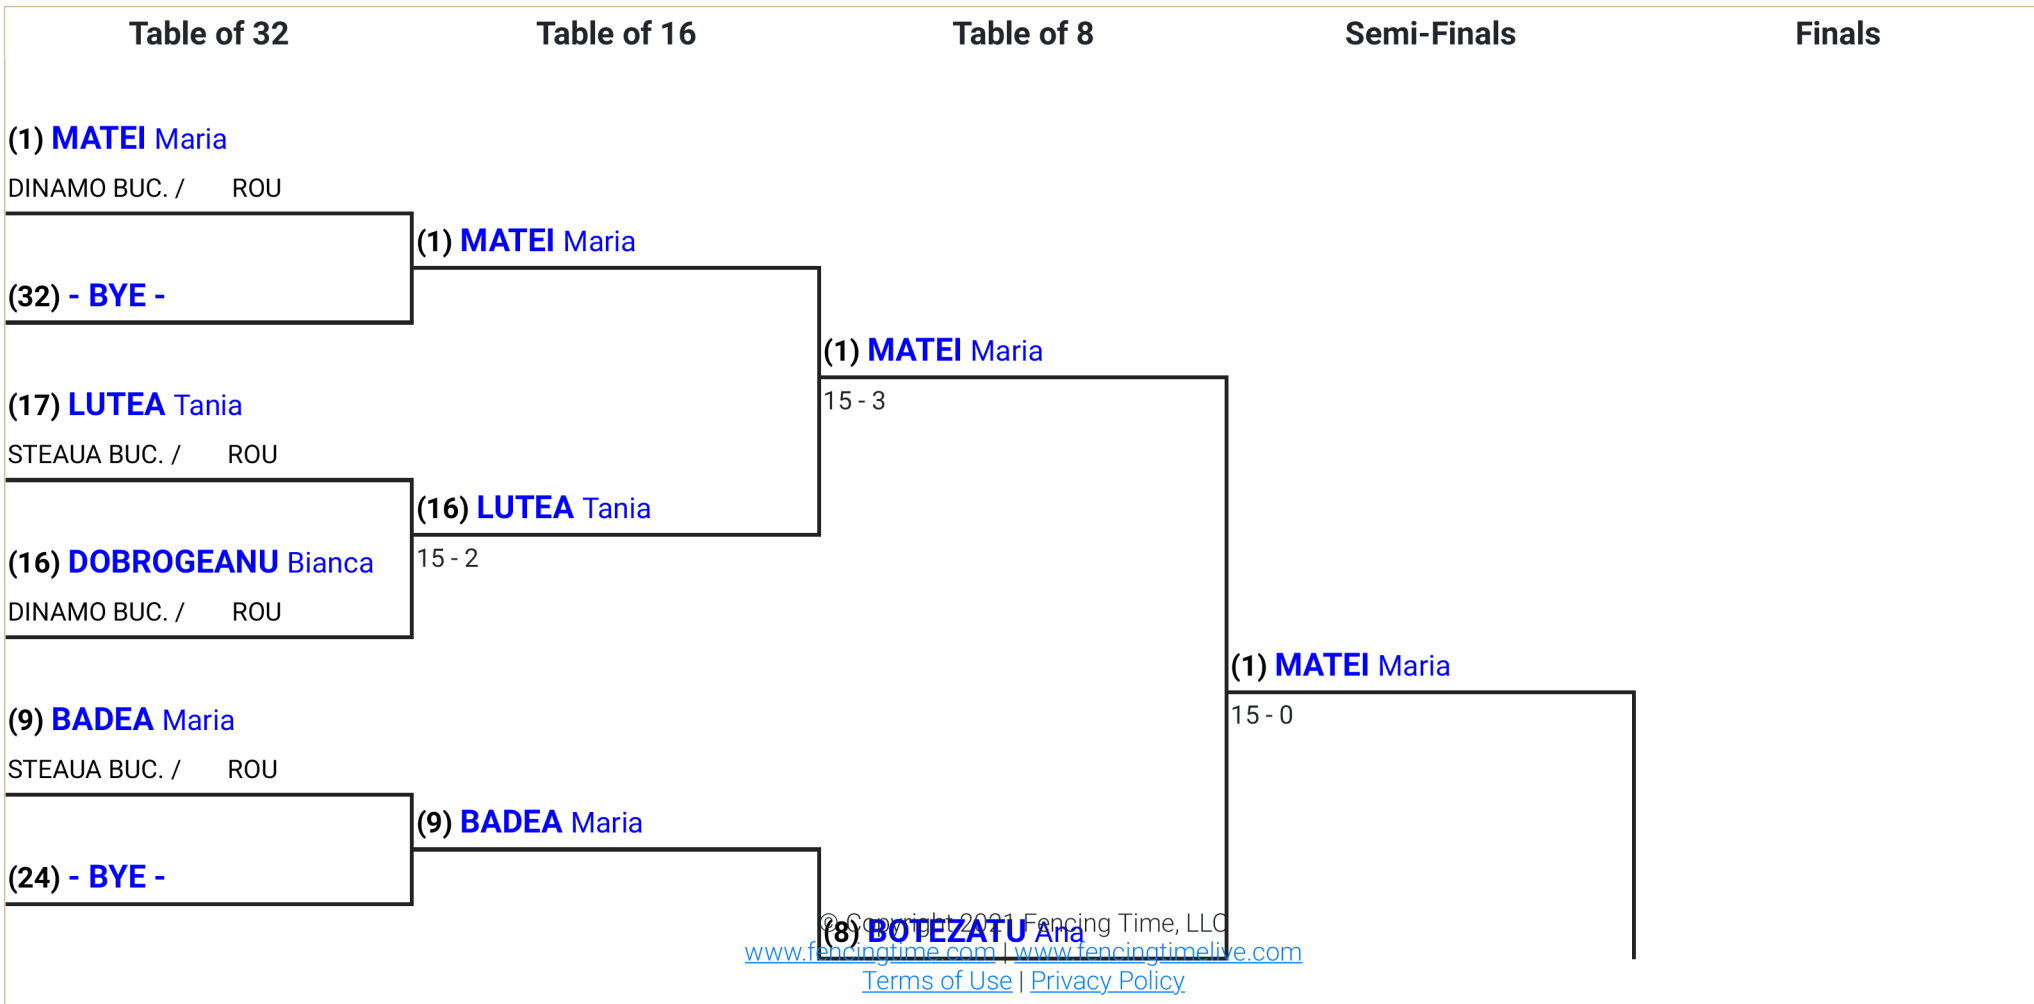 Table of 32 Table of 16 Table of 8 Semi-Finals Finals
(1) MATEI Maria
DINAMO BUC. / ROU
(1) MATEI Maria
(32) - BYE -
(1) MATEI Maria
15 - 3
(17) LUTEA Tania
STEAUA BUC. / ROU
(16) LUTEA Tania
15 - 2
(16) DOBROGEANU Bianca
DINAMO BUC. / ROU
(1) MATEI Maria
15 - 0
(9) BADEA Maria
STEAUA BUC. / ROU
(9) BADEA Maria
(24) - BYE -
© Copyright 2021 Fencing Time, LLC
(8) BOTEZATU Ana
www.fencingtime.com | www.fencingtimelive.com
Terms of Use | Privacy Policy